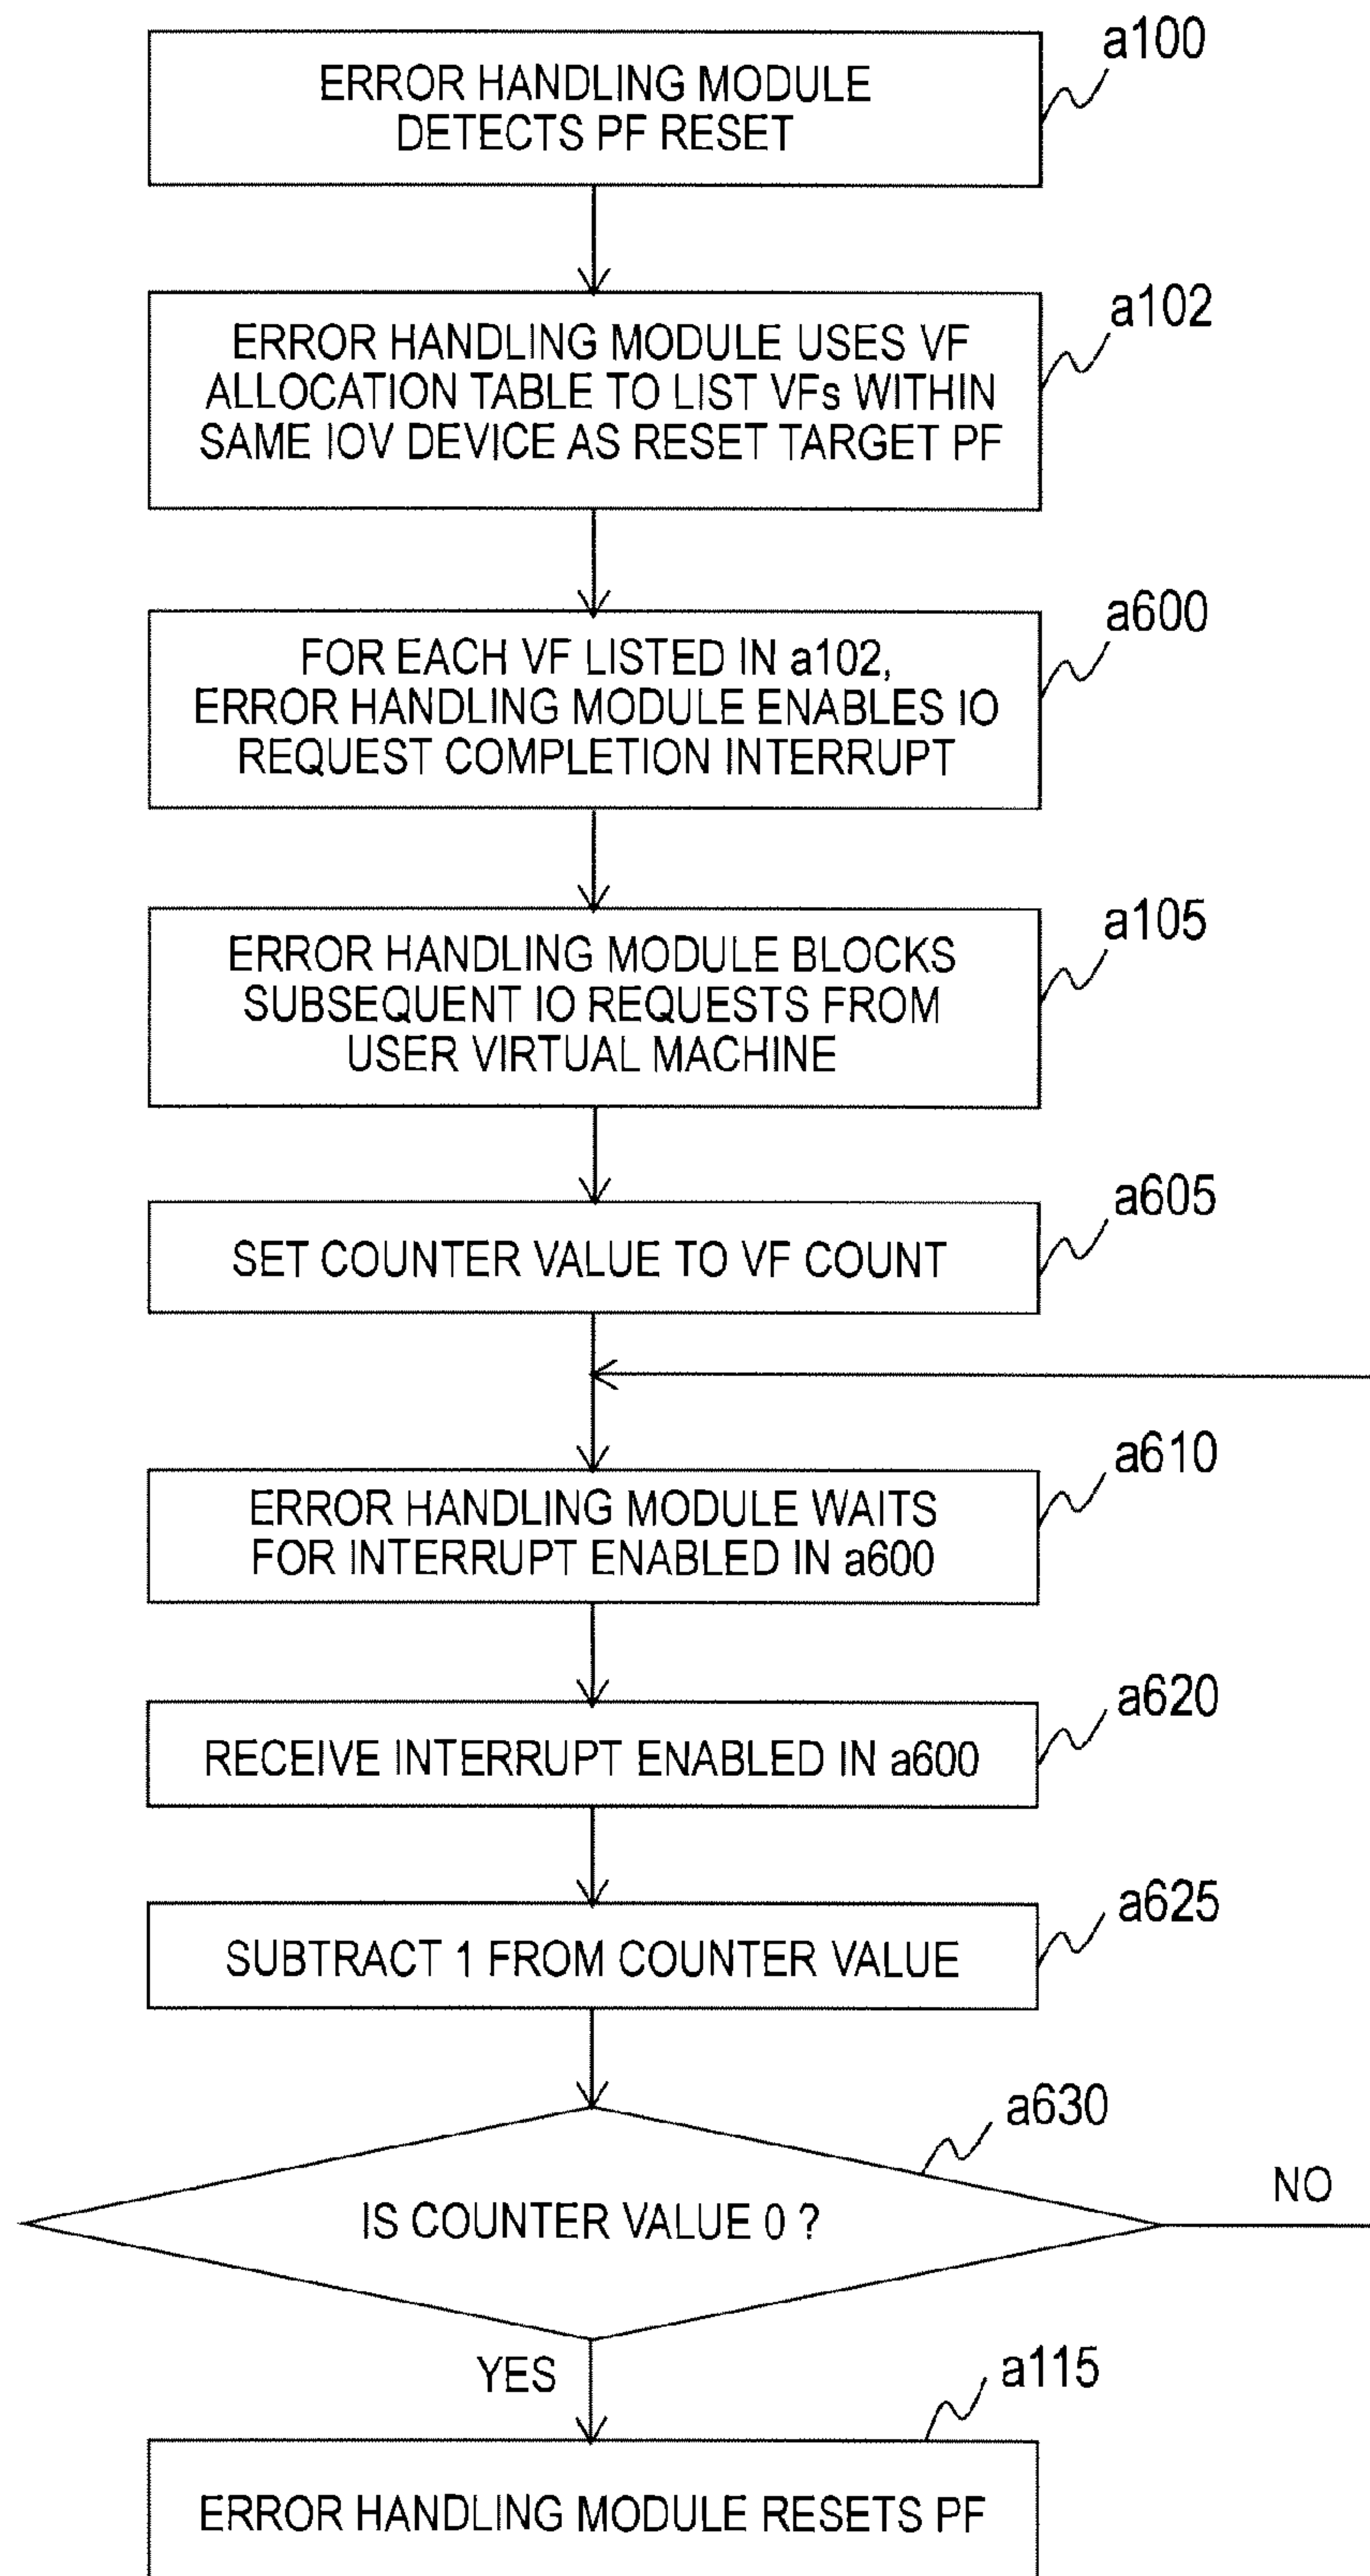 a100
ERROR HANDLING MODULE
DETECTS PF RESET
a102
ERROR HANDLING MODULE USES VF
ALLOCATION TABLE TO LIST VFs WITHIN
SAME IOV DEVICE AS RESET TARGET PF
a600
FOR EACH VF LISTED IN a102,
ERROR HANDLING MODULE ENABLES IO
REQUEST COMPLETION INTERRUPT
a105
ERROR HANDLING MODULE BLOCKS
SUBSEQUENT IO REQUESTS FROM
USER VIRTUAL MACHINE
a605
SET COUNTER VALUE TO VF COUNT
a610
ERROR HANDLING MODULE WAITS
FOR INTERRUPT ENABLED IN a600
a620
RECEIVE INTERRUPT ENABLED IN a600
a625
SUBTRACT 1 FROM COUNTER VALUE
a630
NO
IS COUNTER VALUE 0 ?
YES
a115
ERROR HANDLING MODULE RESETS PF